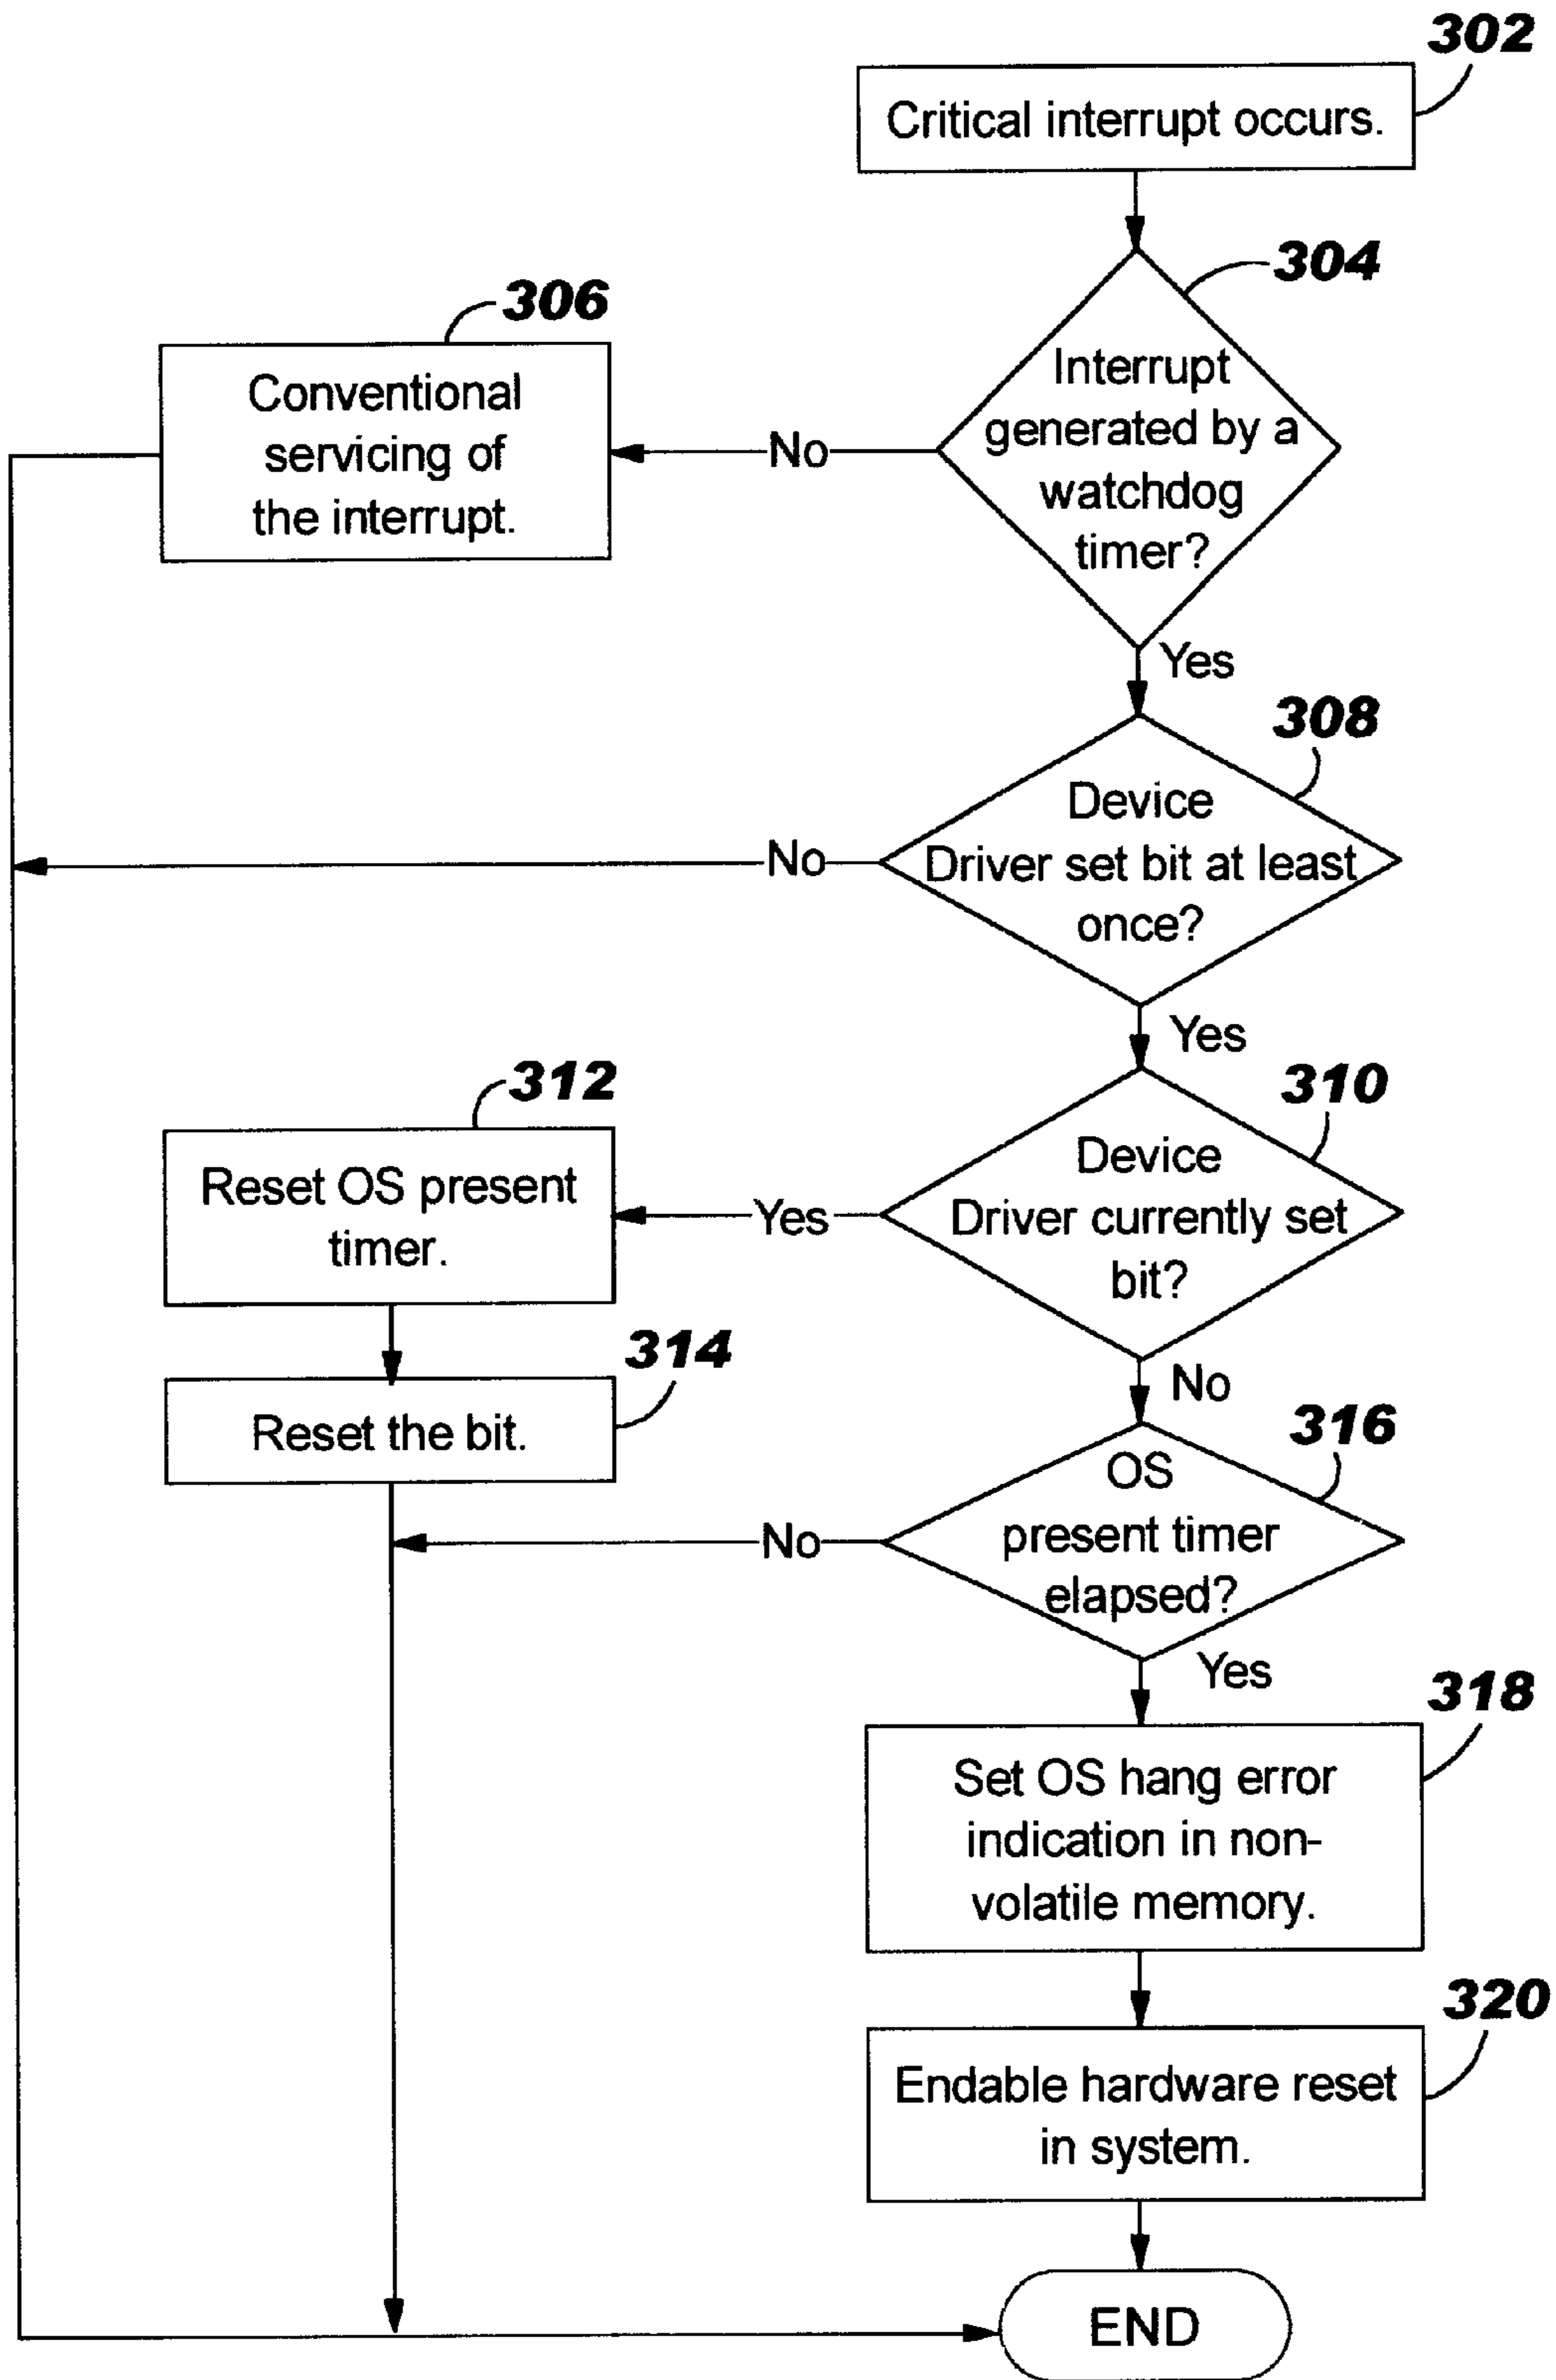 302
Critical interrupt occurs.
304
Interrupt
generated by a
watchdog
timer?
306
Conventional
servicing of
the interrupt.
No
Yes
308
Device
Driver set bit at least
once?
No
Yes
310
Device
Driver currently set
bit?
312
Reset OS present
timer.
Yes
314
Reset the bit.
No
316
OS
present timer
elapsed?
No
Yes
318
Set OS hang error
indication in non-
volatile memory.
320
Endable hardware reset
in system.
END